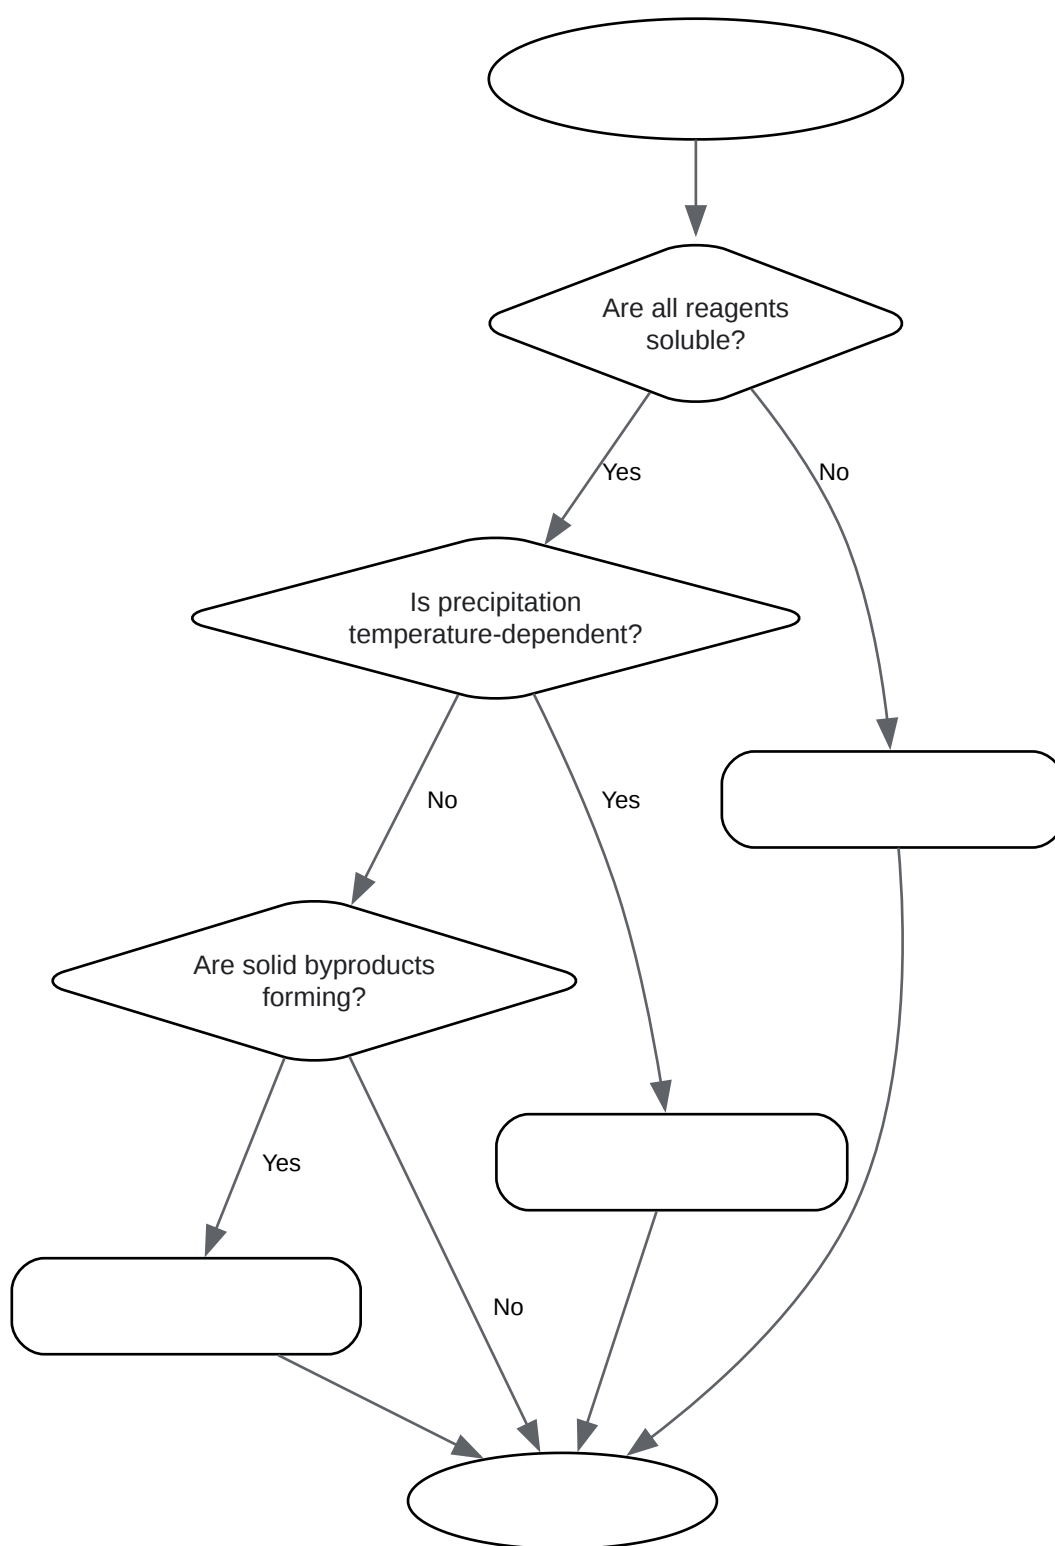 Are all reagents
soluble?
Yes
No
Is precipitation
temperature-dependent?
No
Yes
Are solid byproducts
forming?
Yes
No